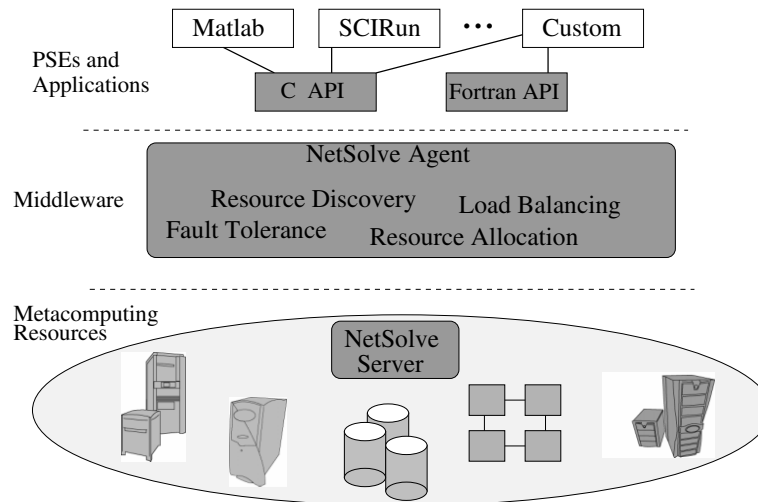 Matlab
SCIRun
•••
Custom
PSEs and
Applications
C API
Fortran API
NetSolve Agent
Middleware
Resource Discovery
Load Balancing
Fault Tolerance
Resource Allocation
Metacomputing
Resources
NetSolve
Server